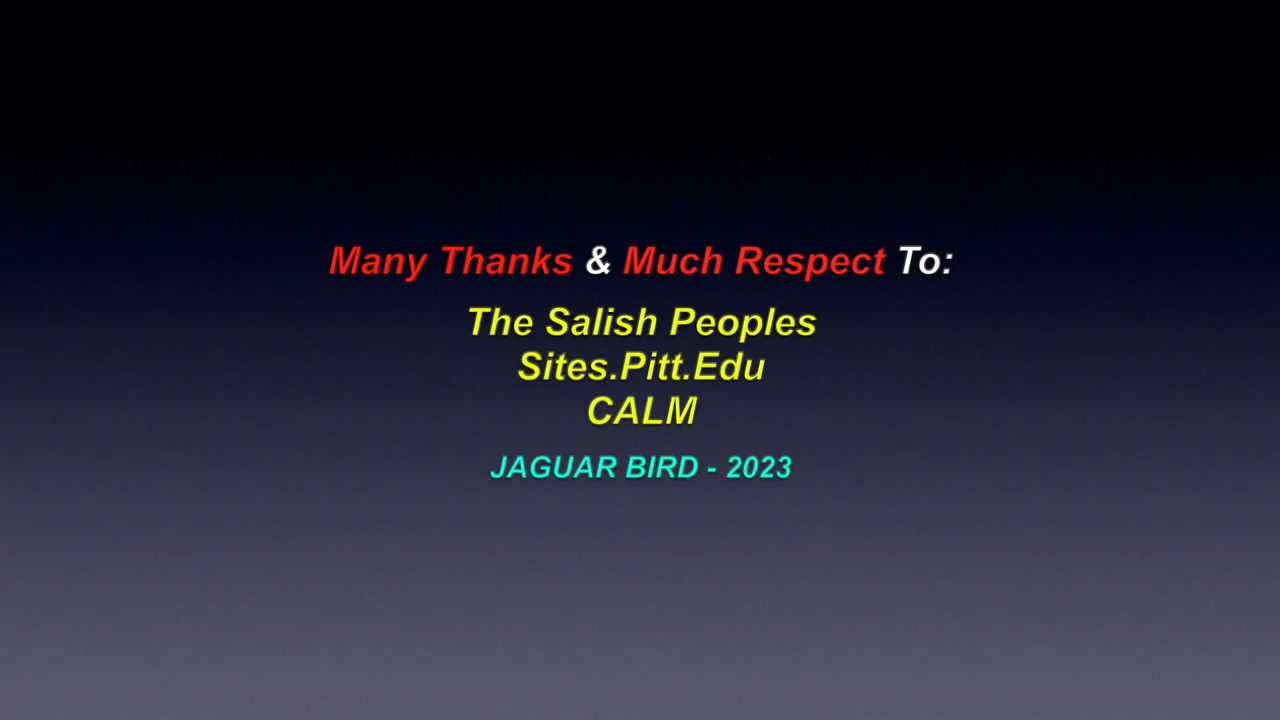 Many Thanks & Much Respect To:
The Salish Peoples
Sites.Pitt.Edu
CALM
JAGUAR BIRD - 2023